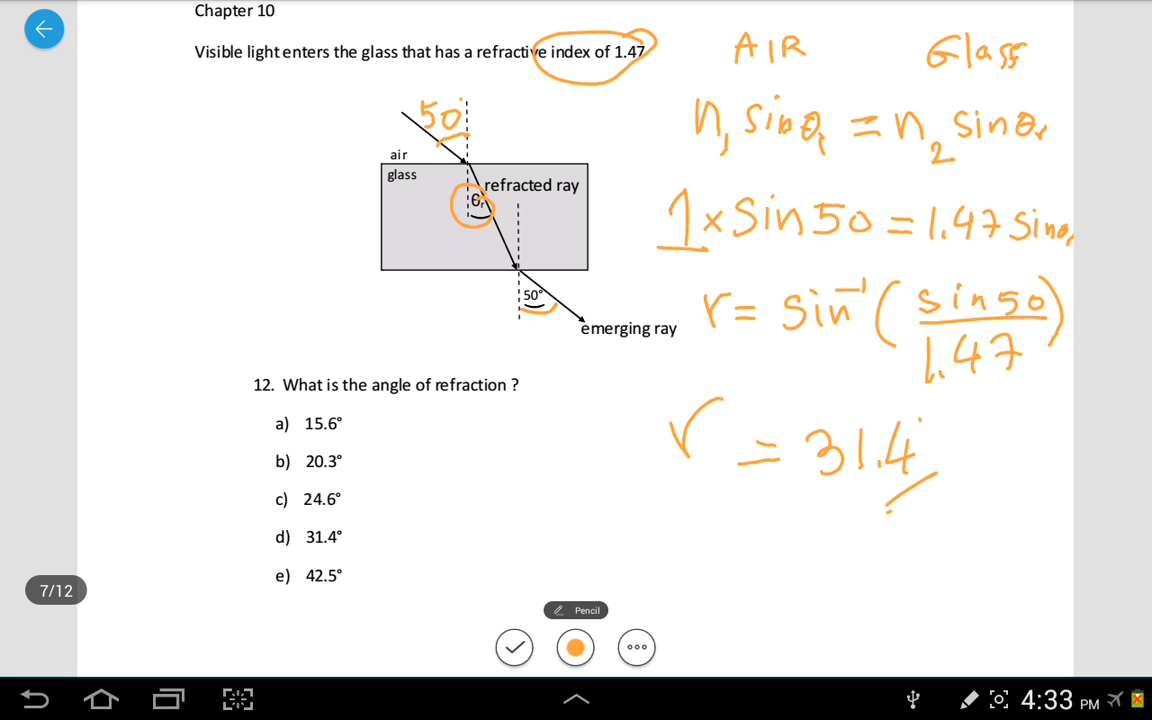 Chapter 10
Visible light enters the glass that has a refractive index of 1.47
AIR Glass
50°
n₁ sinθᵢ = n₂ sinθᵣ
air
glass
refracted ray
θᵣ
1 × sin 50 = 1.47 sinθᵣ
50°
r = sin⁻¹ ( sin 50 / 1.47 )
emerging ray
12. What is the angle of refraction ?
a) 15.6°
r = 31.4°
b) 20.3°
c) 24.6°
d) 31.4°
e) 42.5°
7/12
Pencil
4:33 PM